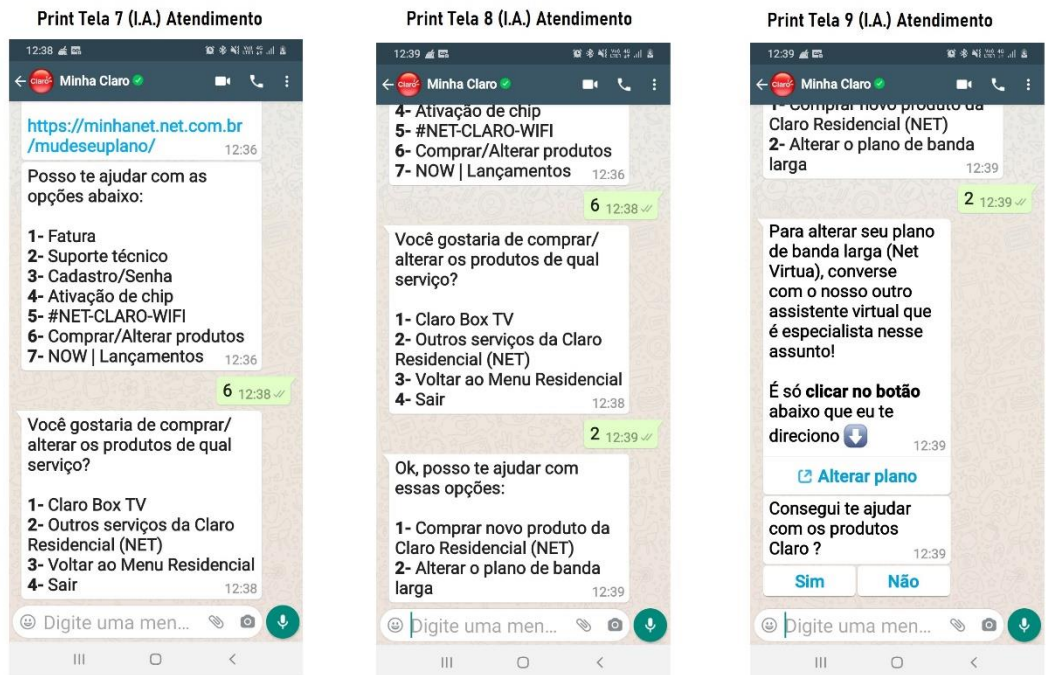 Print Tela 7 (I.A.) Atendimento
12:38
Claro
Minha Claro
https://minhanet.net.com.br
/mudeseuplano/ 12:36
Posso te ajudar com as
opções abaixo:
1- Fatura
2- Suporte técnico
3- Cadastro/Senha
4- Ativação de chip
5- #NET-CLARO-WIFI
6- Comprar/Alterar produtos
7- NOW | Lançamentos 12:36
6 12:38
Você gostaria de comprar/
alterar os produtos de qual
serviço?
1- Claro Box TV
2- Outros serviços da Claro
Residencial (NET)
3- Voltar ao Menu Residencial
4- Sair 12:38
Digite uma men...
Print Tela 8 (I.A.) Atendimento
12:39
Claro
Minha Claro
4- Ativação de chip
5- #NET-CLARO-WIFI
6- Comprar/Alterar produtos
7- NOW | Lançamentos 12:36
6 12:38
Você gostaria de comprar/
alterar os produtos de qual
serviço?
1- Claro Box TV
2- Outros serviços da Claro
Residencial (NET)
3- Voltar ao Menu Residencial
4- Sair 12:38
2 12:39
Ok, posso te ajudar com
essas opções:
1- Comprar novo produto da
Claro Residencial (NET)
2- Alterar o plano de banda
larga 12:39
Digite uma men...
Print Tela 9 (I.A.) Atendimento
12:39
Claro
Minha Claro
1- Comprar novo produto da
Claro Residencial (NET)
2- Alterar o plano de banda
larga 12:39
2 12:39
Para alterar seu plano
de banda larga (Net
Virtua), converse
com o nosso outro
assistente virtual que
é especialista nesse
assunto!
É só clicar no botão
abaixo que eu te
direciono 12:39
Alterar plano
Consegui te ajudar
com os produtos
Claro ? 12:39
Sim Não
Digite uma men...